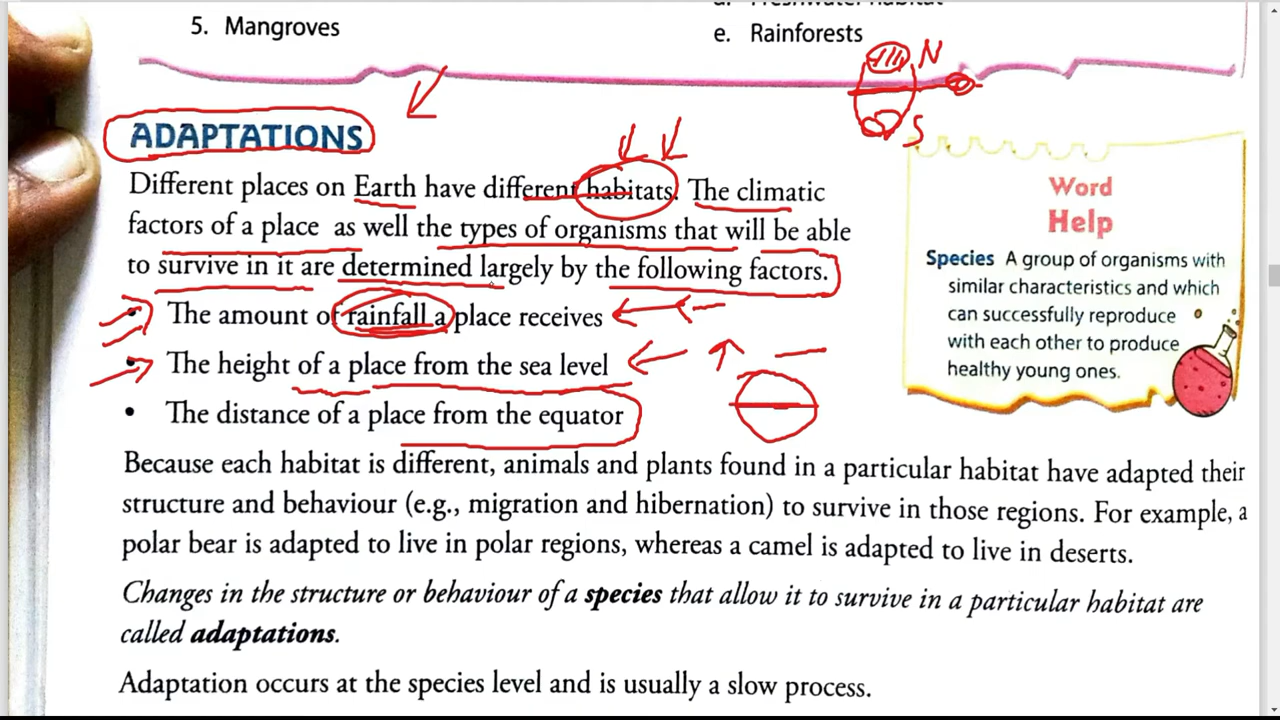 5. Mangroves
e. Rainforests
N
S
ADAPTATIONS
Different places on Earth have different habitats. The climatic
factors of a place as well the types of organisms that will be able
to survive in it are determined largely by the following factors.
• The amount of rainfall a place receives
• The height of a place from the sea level
• The distance of a place from the equator
Word
Help
Species A group of organisms with
similar characteristics and which
can successfully reproduce
with each other to produce
healthy young ones.
Because each habitat is different, animals and plants found in a particular habitat have adapted their
structure and behaviour (e.g., migration and hibernation) to survive in those regions. For example, a
polar bear is adapted to live in polar regions, whereas a camel is adapted to live in deserts.
Changes in the structure or behaviour of a species that allow it to survive in a particular habitat are
called adaptations.
Adaptation occurs at the species level and is usually a slow process.